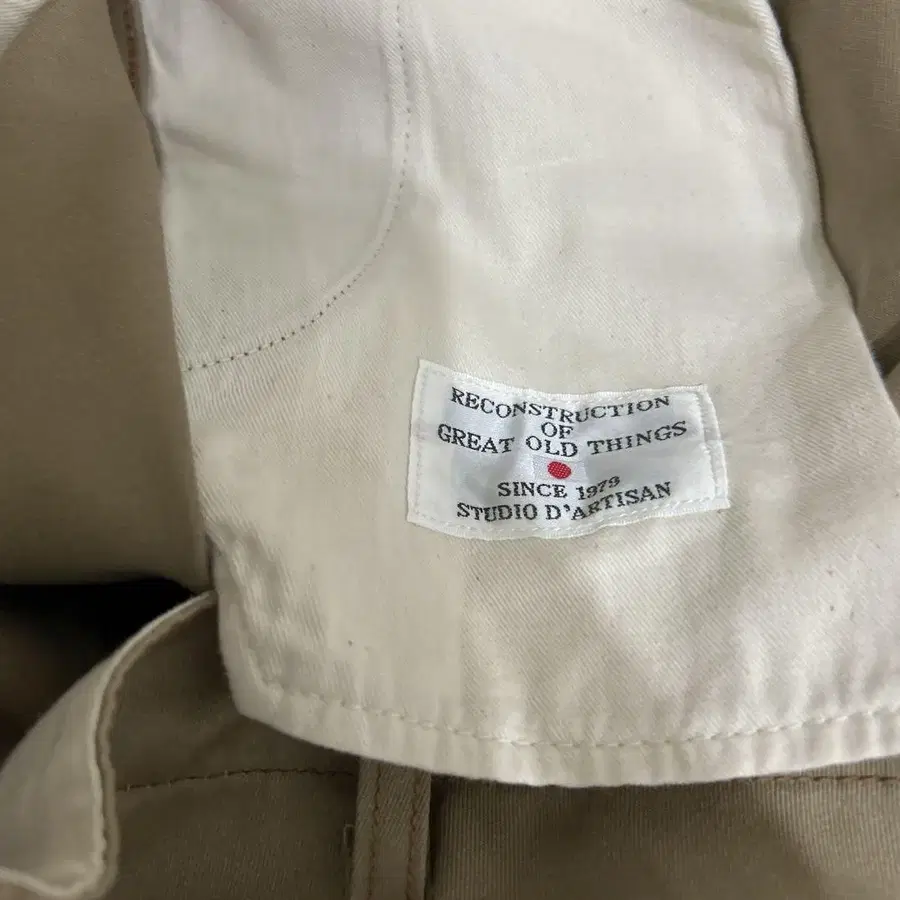 RECONSTRUCTION
OF
GREAT OLD THINGS
SINCE 1979
STUDIO D'ARTISAN